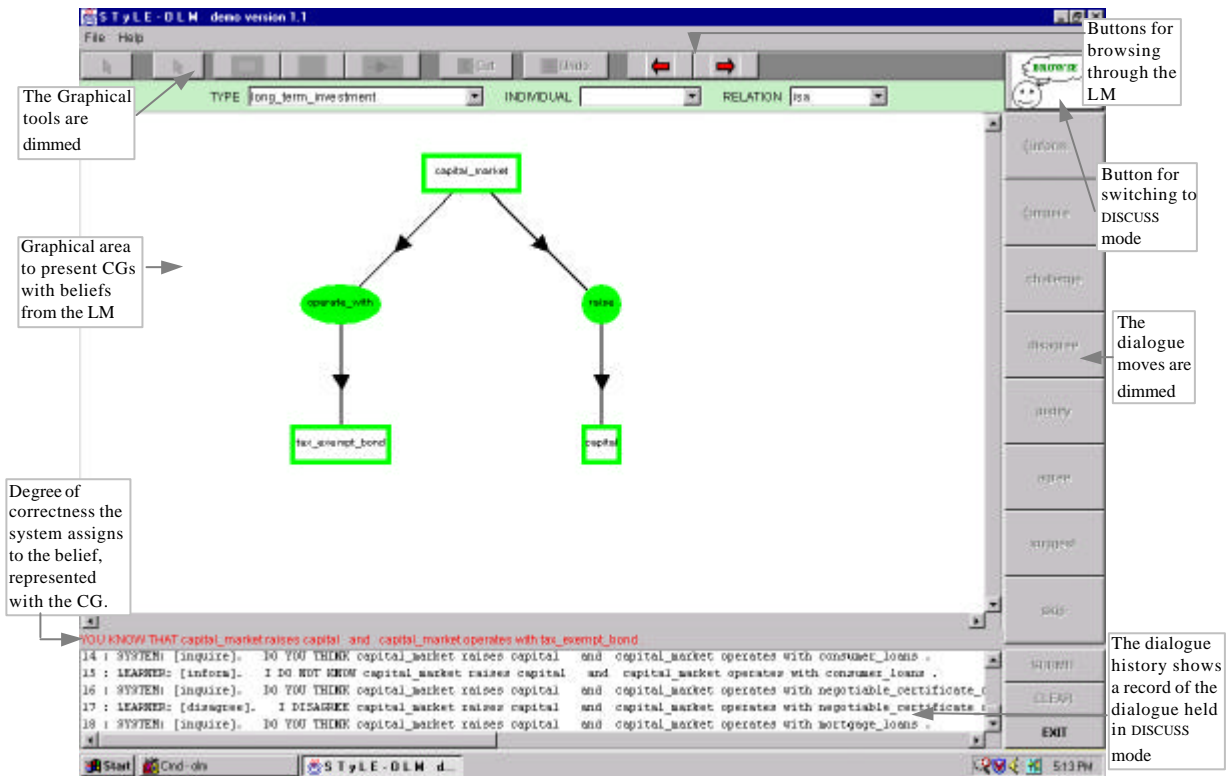 STyLE-OLM demo version 1.1
File Help
Cut
Undo
TYPE long_term_investment INDIVIDUAL RELATION isa
BROWSE
Buttons for
browsing
through the
LM
The Graphical
tools are
dimmed
capital_market
Button for
switching to
DISCUSS
mode
Graphical area
to present CGs
with beliefs
from the LM
operate_with
raise
inform
inquire
challenge
disagree
justify
agree
suggest
skip
The
dialogue
moves are
dimmed
tax_exempt_bond
capital
Degree of
correctness the
system assigns
to the belief,
represented
with the CG.
YOU KNOW THAT capital_market raises capital and capital_market operates with tax_exempt_bond
14 : SYSTEM: [inquire]. DO YOU THINK capital_market raises capital and capital_market operates with consumer_loans .
15 : LEARNER: [inform]. I DO NOT KNOW capital_market raises capital and capital_market operates with consumer_loans .
16 : SYSTEM: [inquire]. DO YOU THINK capital_market raises capital and capital_market operates with negotiable_certificate_
17 : LEARNER: [disagree]. I DISAGREE capital_market raises capital and capital_market operates with negotiable_certificate
18 : SYSTEM: [inquire]. DO YOU THINK capital_market raises capital and capital_market operates with mortgage_loans .
SUBMIT
CLEAR
EXIT
The dialogue
history shows
a record of the
dialogue held
in DISCUSS
mode
Start Cmd - olm STyLE-OLM d... 5:13 PM